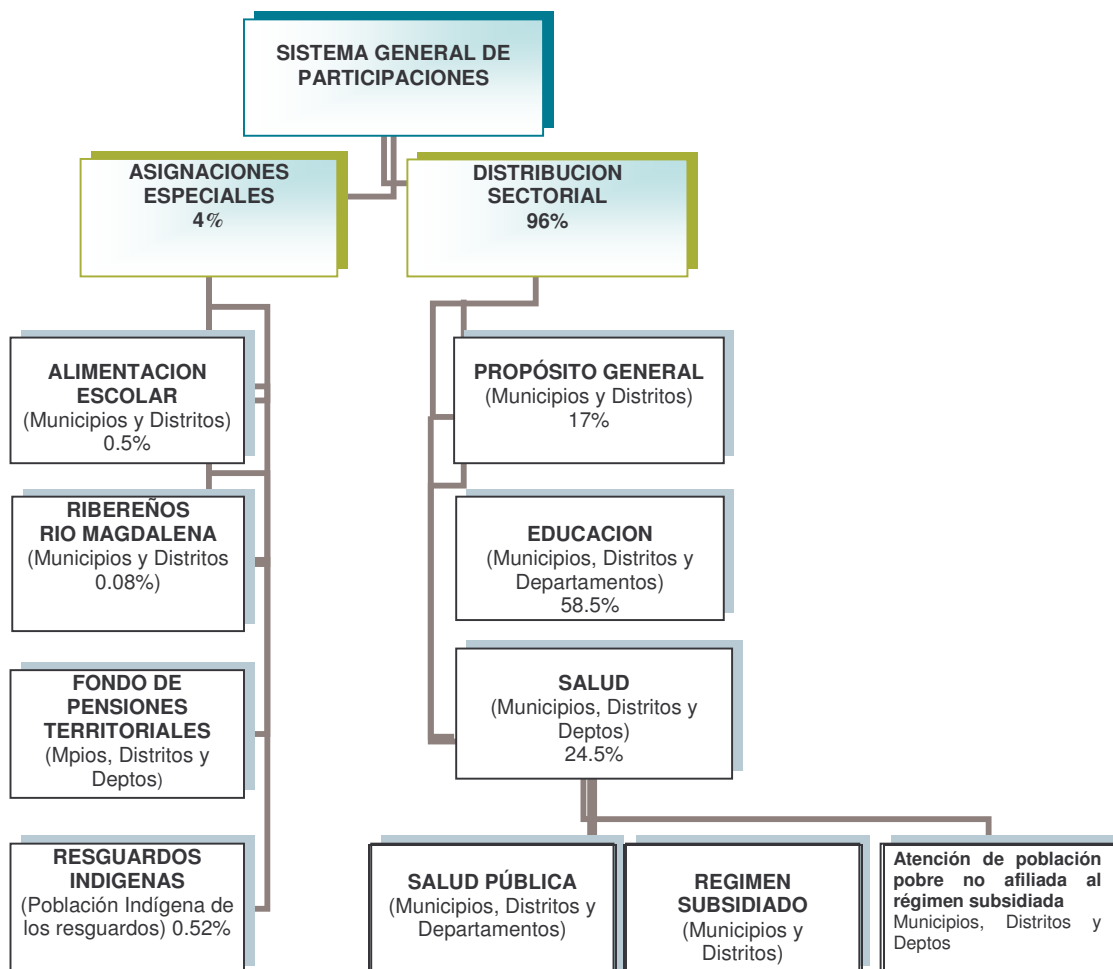 SISTEMA GENERAL DE
PARTICIPACIONES
ASIGNACIONES
ESPECIALES
4%
DISTRIBUCION
SECTORIAL
96%
ALIMENTACION
ESCOLAR
(Municipios y Distritos)
0.5%
RIBEREÑOS
RIO MAGDALENA
(Municipios y Distritos
0.08%)
FONDO DE
PENSIONES
TERRITORIALES
(Mpios, Distritos y
Deptos)
RESGUARDOS
INDIGENAS
(Población Indígena de
los resguardos) 0.52%
PROPÓSITO GENERAL
(Municipios y Distritos)
17%
EDUCACION
(Municipios, Distritos y
Departamentos)
58.5%
SALUD
(Municipios, Distritos y
Deptos)
24.5%
SALUD PÚBLICA
(Municipios, Distritos y
Departamentos)
REGIMEN
SUBSIDIADO
(Municipios y
Distritos)
Atención de población
pobre no afiliada al
régimen subsidiada
Municipios, Distritos y
Deptos